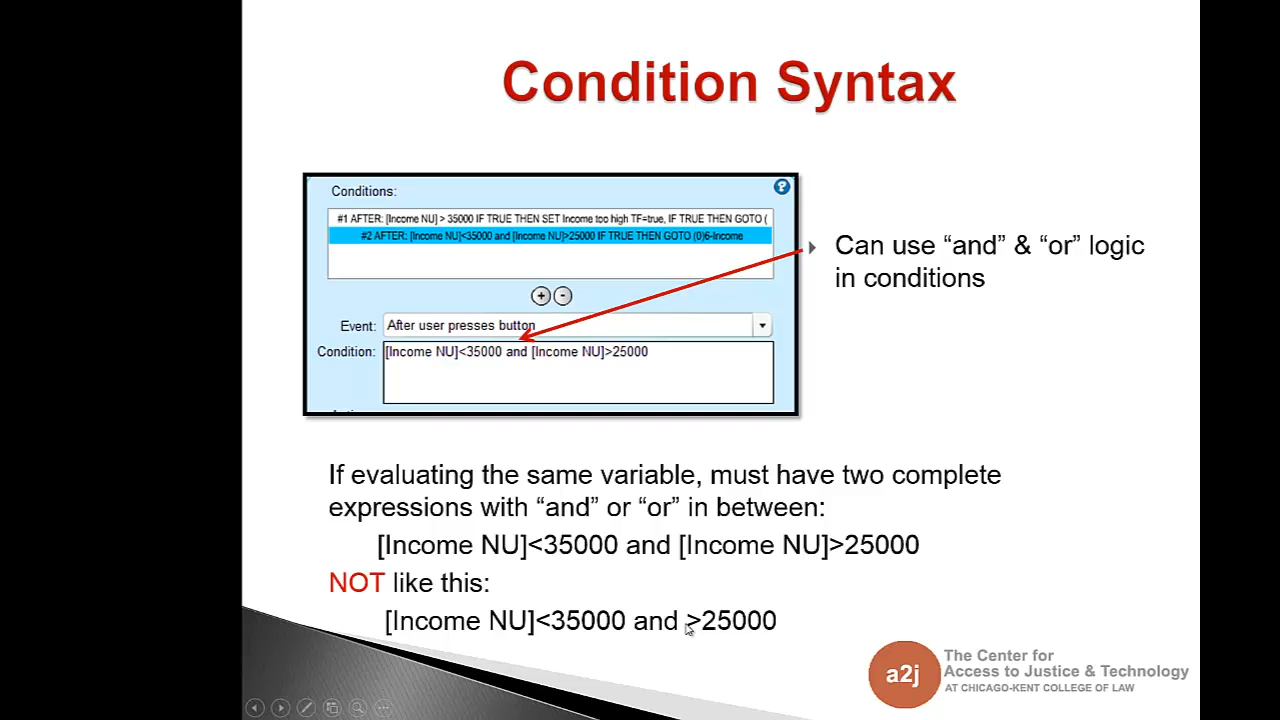 Condition Syntax
Conditions:
#1 AFTER: [Income NU] > 35000 IF TRUE THEN SET Income too high TF=true, IF TRUE THEN GOTO (
#2 AFTER: [Income NU]<35000 and [Income NU]>25000 IF TRUE THEN GOTO (0)6-Income
Event: After user presses button
Condition: [Income NU]<35000 and [Income NU]>25000
Can use “and” & “or” logic
in conditions
If evaluating the same variable, must have two complete
expressions with “and” or “or” in between:
[Income NU]<35000 and [Income NU]>25000
NOT like this:
[Income NU]<35000 and >25000
a2j
The Center for
Access to Justice & Technology
AT CHICAGO-KENT COLLEGE OF LAW